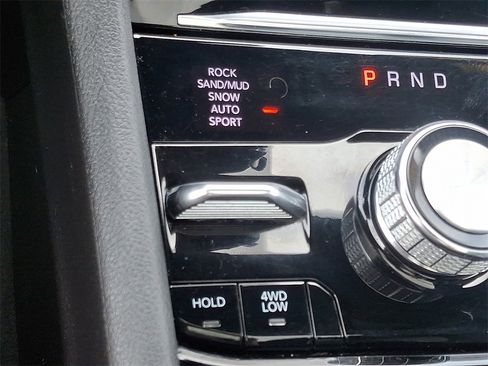 ROCK
SAND/MUD
SNOW
AUTO
SPORT
P R N D
HOLD
4WD
LOW